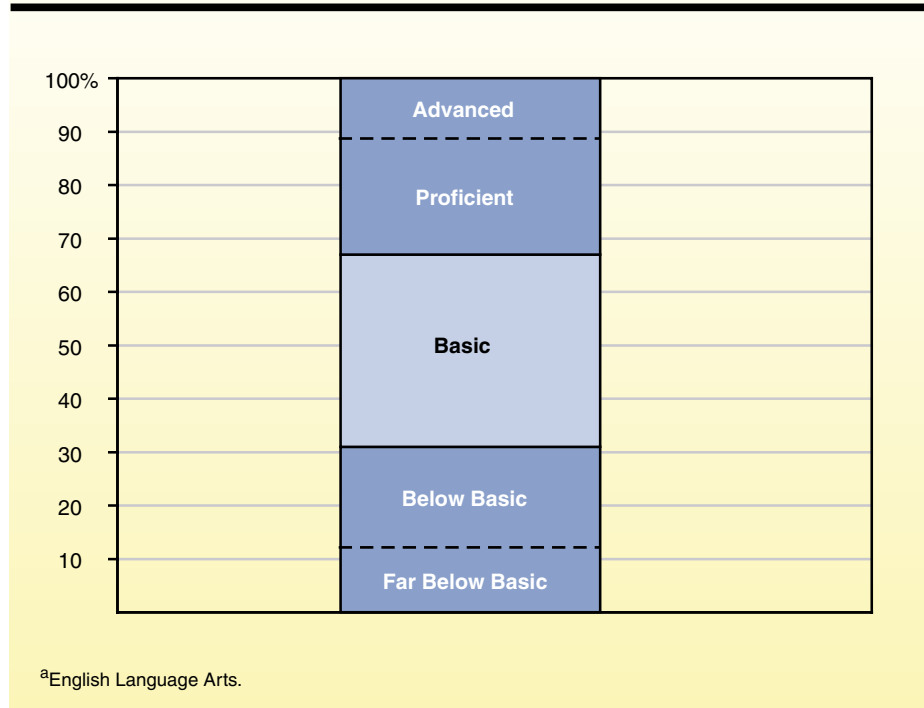 100%
Advanced
90
80
Proficient
70
60
50
Basic
40
30
Below Basic
20
10
Far Below Basic
aEnglish Language Arts.